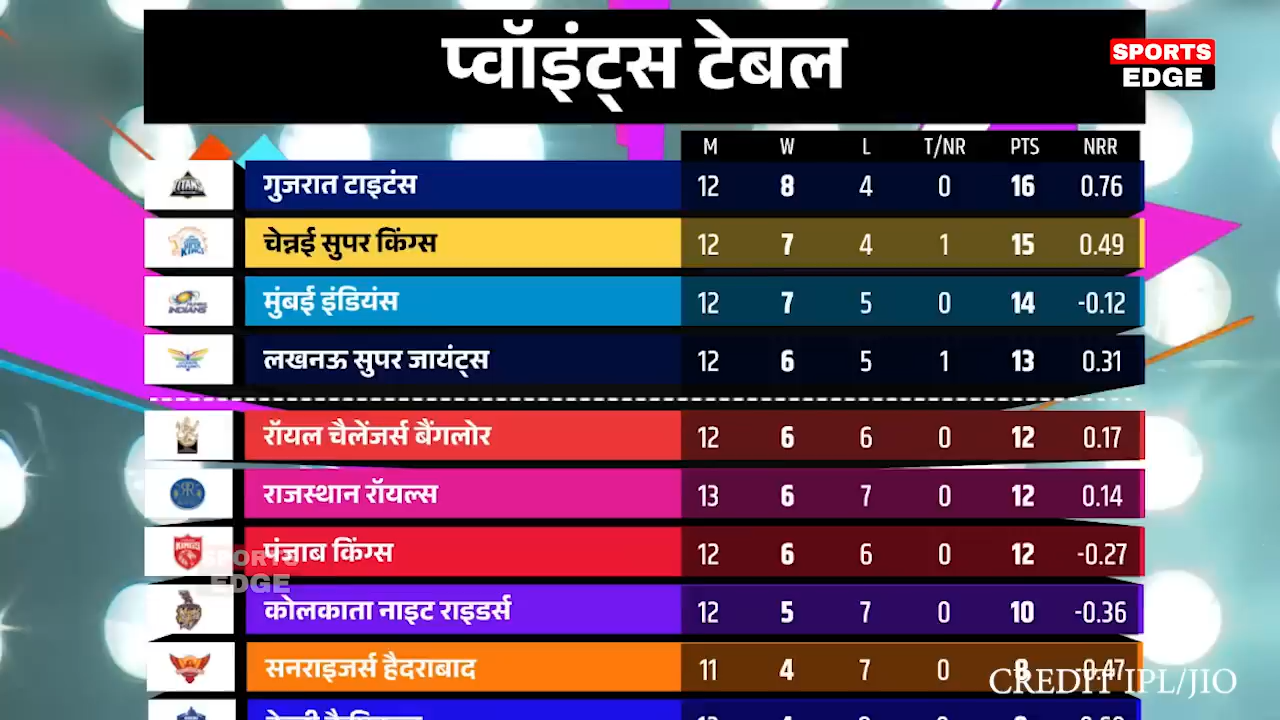 प्वॉइंट्स टेबल
SPORTS
EDGE
M W L T/NR PTS NRR
गुजरात टाइटंस 12 8 4 0 16 0.76
चेन्नई सुपर किंग्स 12 7 4 1 15 0.49
मुंबई इंडियंस 12 7 5 0 14 -0.12
लखनऊ सुपर जायंट्स 12 6 5 1 13 0.31
रॉयल चैलेंजर्स बैंगलोर 12 6 6 0 12 0.17
राजस्थान रॉयल्स 13 6 7 0 12 0.14
पंजाब किंग्स 12 6 6 0 12 -0.27
SPORTS
EDGE
कोलकाता नाइट राइडर्स 12 5 7 0 10 -0.36
सनराइजर्स हैदराबाद 11 4 7 0 8
CREDIT IPL/JIO